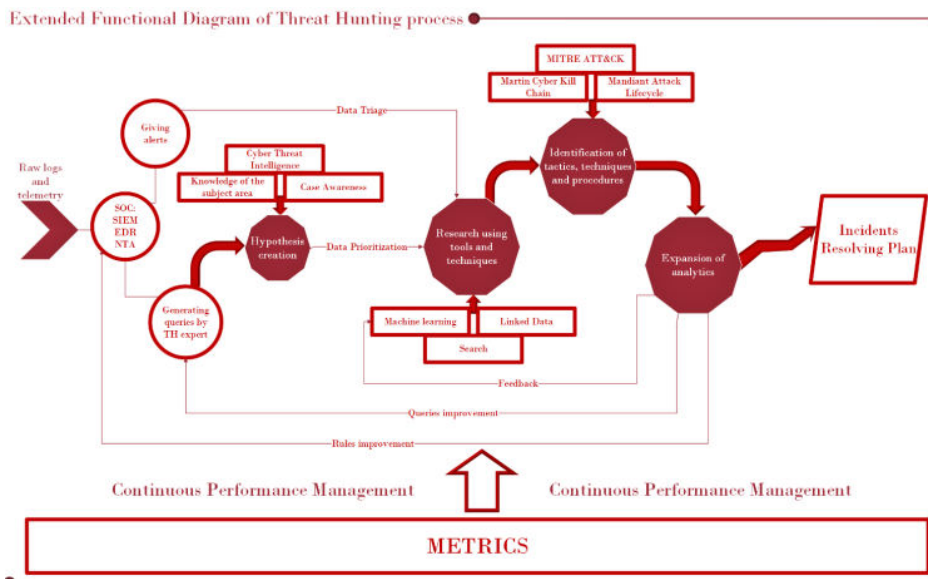 Extended Functional Diagram of Threat Hunting process
MITRE ATT&CK
Martin Cyber Kill
Chain
Mandiant Attack
Lifecycle
Giving
alerts
Data Triage
Raw logs
and
telemetry
Cyber Threat
Intelligence
Knowledge of the
subject area
Case Awareness
Identification of
tactics, techniques
and procedures
SOC:
SIEM
EDR
NTA
Hypothesis
creation
Data Prioritization
Research using
tools and
techniques
Expansion of
analytics
Incidents
Resolving Plan
Generating
queries by
TH expert
Machine learning
Linked Data
Search
Feedback
Queries improvement
Rules improvement
Continuous Performance Management
Continuous Performance Management
METRICS